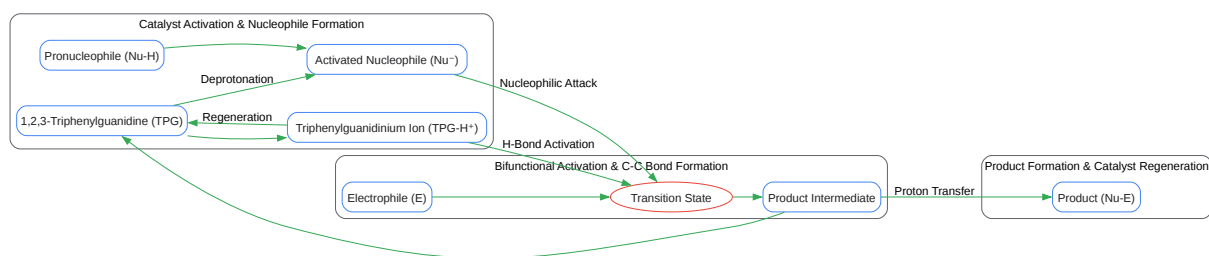 Catalyst Activation & Nucleophile Formation
Pronucleophile (Nu-H)
Activated Nucleophile (Nu⁻)
Deprotonation
Nucleophilic Attack
1,2,3-Triphenylguanidine (TPG)
Regeneration
Triphenylguanidinium Ion (TPG-H⁺)
H-Bond Activation
Bifunctional Activation & C-C Bond Formation
Product Formation & Catalyst Regeneration
Electrophile (E)
Transition State
Product Intermediate
Proton Transfer
Product (Nu-E)